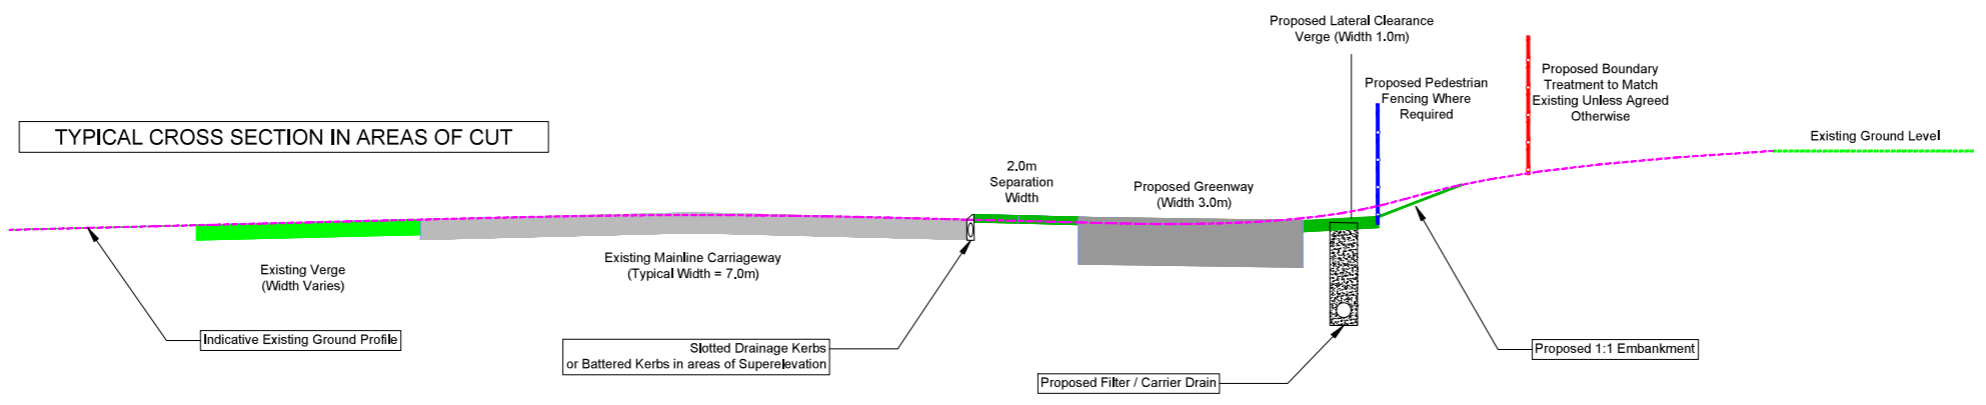 Proposed Lateral Clearance
Verge (Width 1.0m)
Proposed Pedestrian
Fencing Where
Required
Proposed Boundary
Treatment to Match
Existing Unless Agreed
Otherwise
TYPICAL CROSS SECTION IN AREAS OF CUT
Existing Ground Level
2.0m
Separation
Width
Proposed Greenway
(Width 3.0m)
Existing Verge
(Width Varies)
Existing Mainline Carriageway
(Typical Width = 7.0m)
Indicative Existing Ground Profile
Slotted Drainage Kerbs
or Battered Kerbs in areas of Superelevation
Proposed Filter / Carrier Drain
Proposed 1:1 Embankment